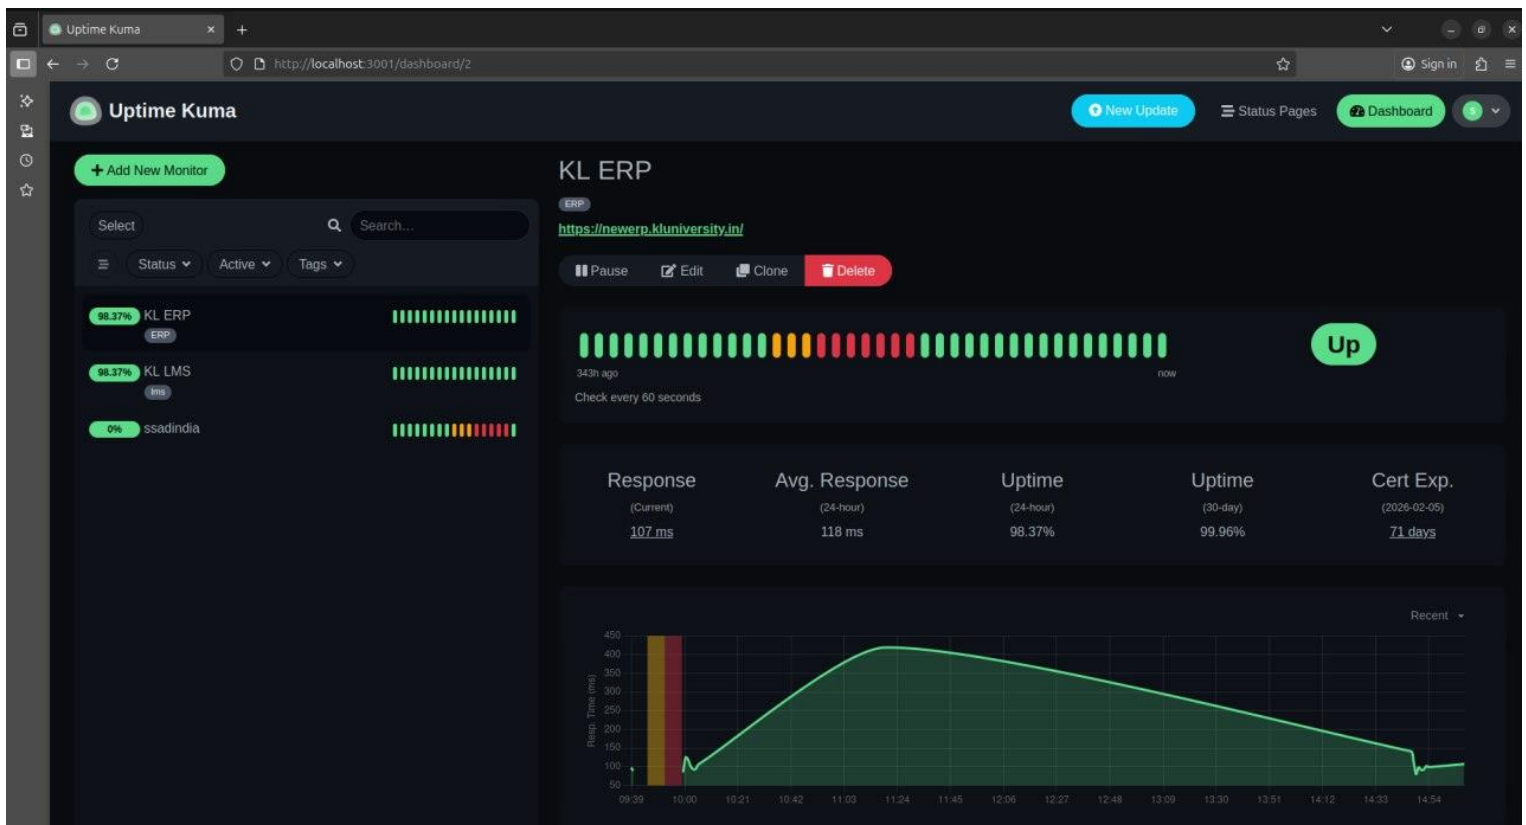 Uptime Kuma
http://localhost:3001/dashboard/2
Sign in
Uptime Kuma
New Update
Status Pages
Dashboard
S
+ Add New Monitor
Select
Search...
Status
Active
Tags
98.37% KL ERP
ERP
98.37% KL LMS
lms
0% ssadindia
KL ERP
ERP
https://newerp.kluniversity.in/
Pause
Edit
Clone
Delete
343h ago
now
Check every 60 seconds
Up
Response
(Current)
107 ms
Avg. Response
(24-hour)
118 ms
Uptime
(24-hour)
98.37%
Uptime
(30-day)
99.96%
Cert Exp.
(2026-02-05)
71 days
Recent
Resp. Time (ms)
450
400
350
300
250
200
150
100
50
09:39 10:00 10:21 10:42 11:03 11:24 11:45 12:06 12:27 12:48 13:09 13:30 13:51 14:12 14:33 14:54